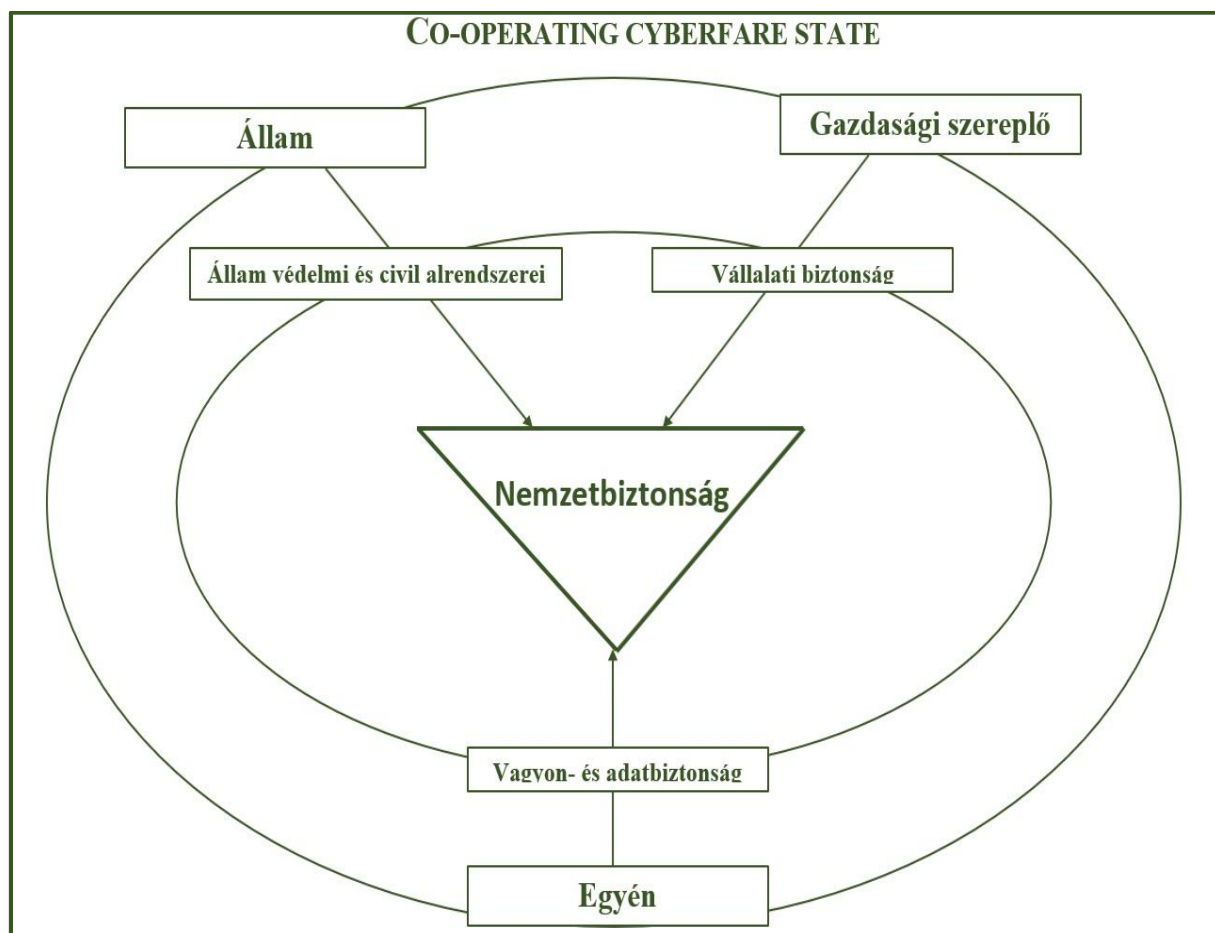 CO-OPERATING CYBERFARE STATE
Állam
Gazdasági szereplő
Állam védelmi és civil alrendszerei
Vállalati biztonság
Nemzetbiztonság
Vagyon- és adatbiztonság
Egyén